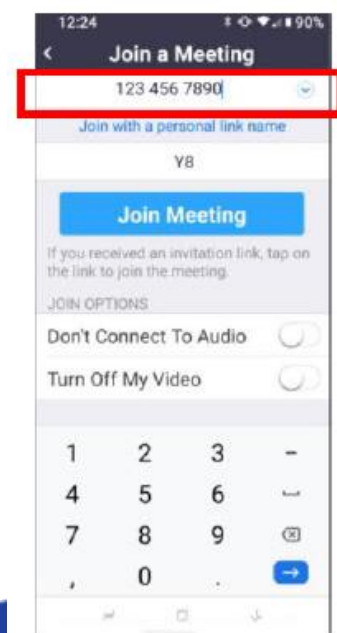 12:24 90%
Join a Meeting
123 456 7890
Join with a personal link name
Y8
Join Meeting
If you received an invitation link, tap on
the link to join the meeting.
JOIN OPTIONS
Don't Connect To Audio
Turn Off My Video
1 2 3 -
4 5 6
7 8 9
, 0 .